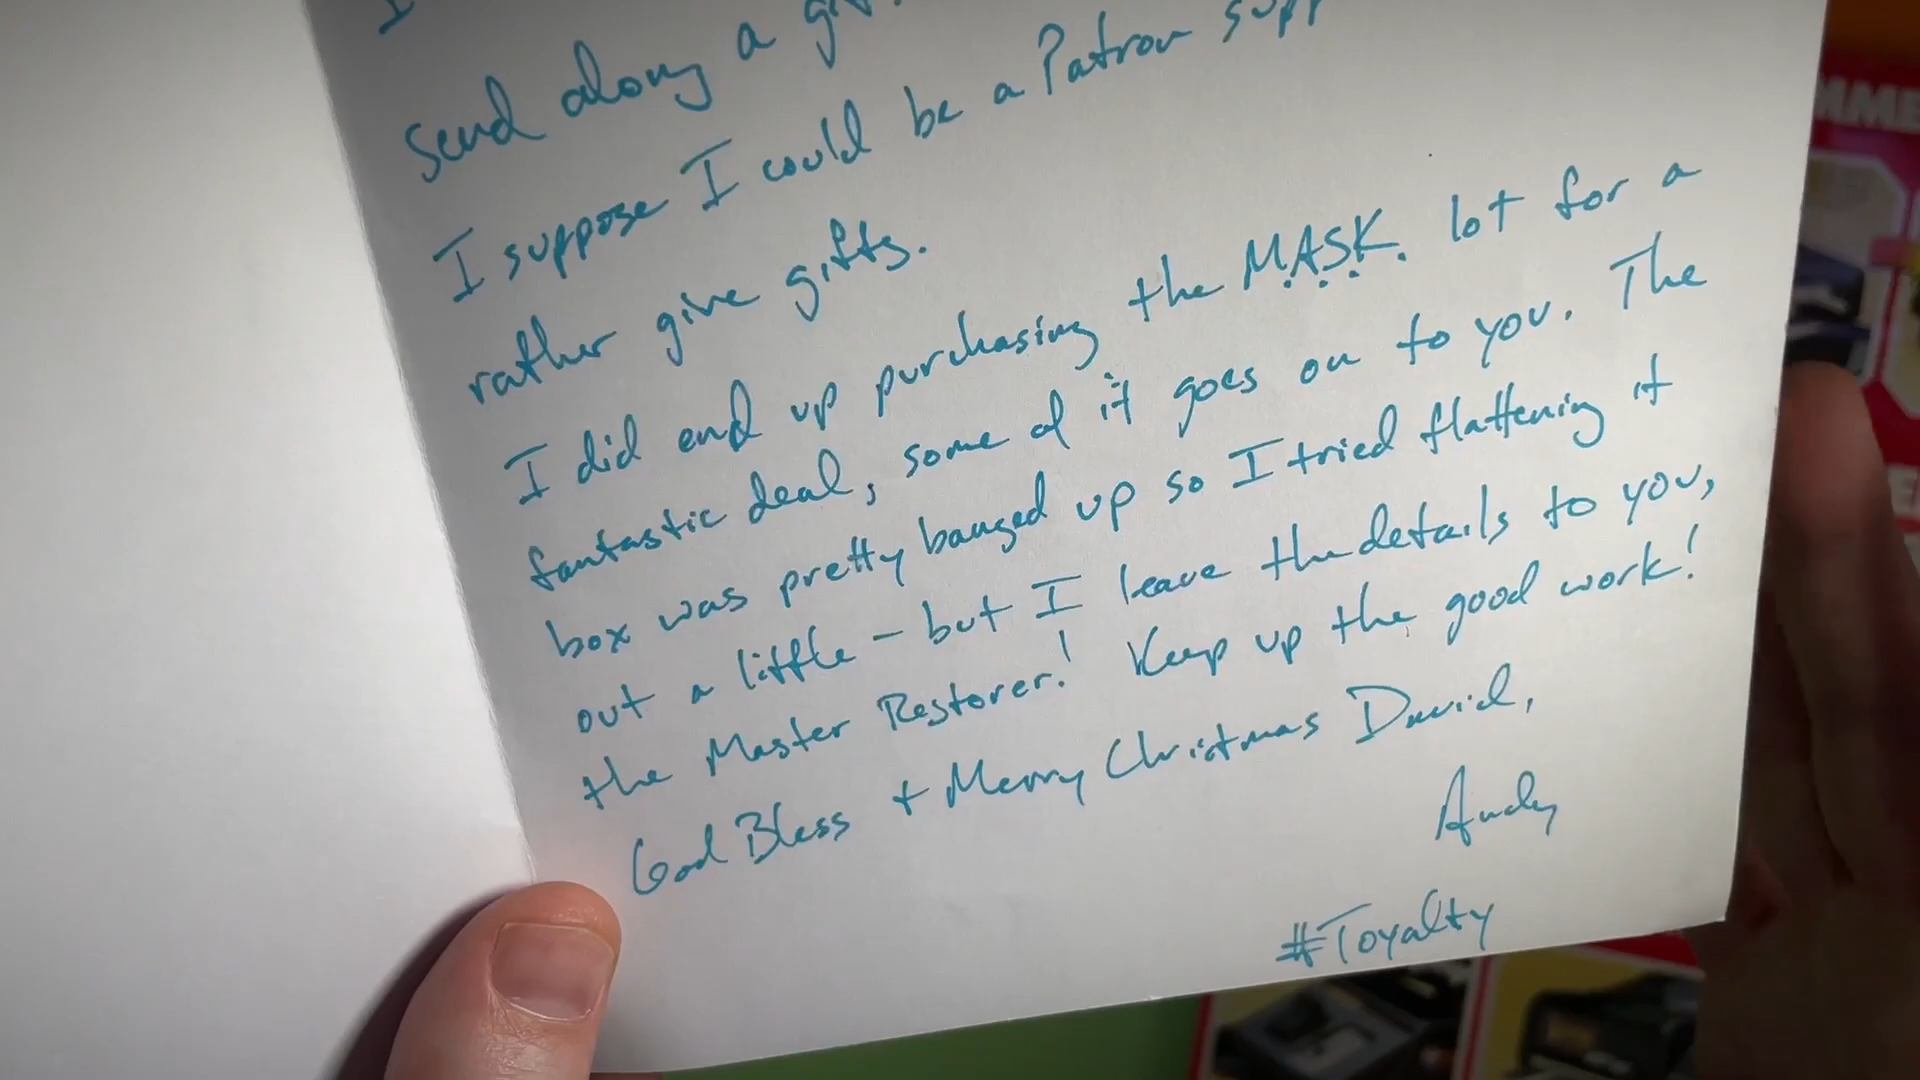 I
send along a
I suppose I could be a Patron
rather give gifts.
I did end up purchasing the M.A.S.K. lot for a
fantastic deal, some of it goes on to you. The
box was pretty banged up so I tried flattening it
out a little - but I leave the details to you,
the Master Restorer! Keep up the good work!
God Bless + Merry Christmas David,
Andy
#Toyalty